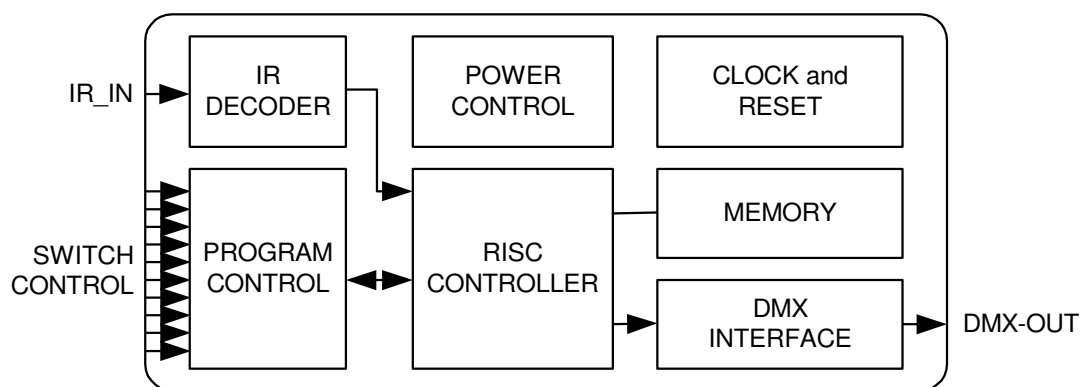 IR_IN
IR
DECODER
POWER
CONTROL
CLOCK and
RESET
SWITCH
CONTROL
PROGRAM
CONTROL
RISC
CONTROLLER
MEMORY
DMX
INTERFACE
DMX-OUT